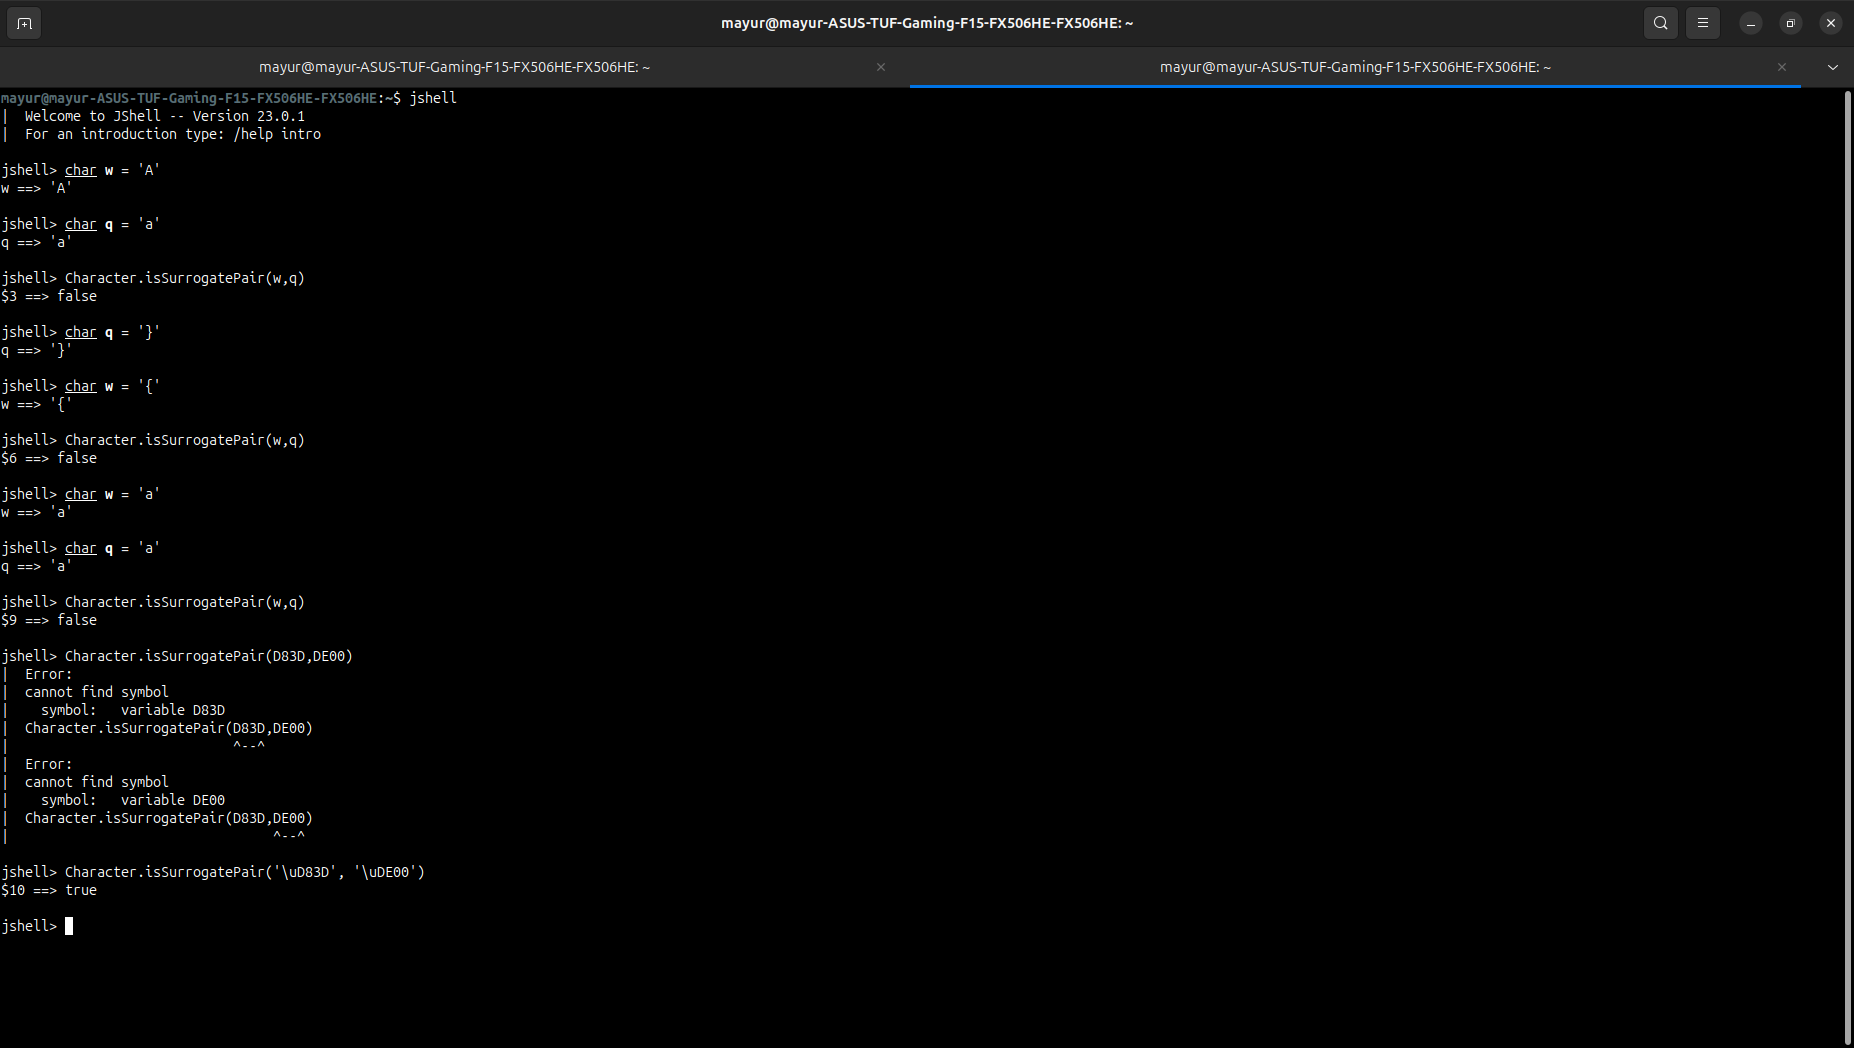 mayur@mayur-ASUS-TUF-Gaming-F15-FX506HE-FX506HE: ~
mayur@mayur-ASUS-TUF-Gaming-F15-FX506HE-FX506HE: ~
mayur@mayur-ASUS-TUF-Gaming-F15-FX506HE-FX506HE: ~
mayur@mayur-ASUS-TUF-Gaming-F15-FX506HE-FX506HE:~$ jshell
|  Welcome to JShell -- Version 23.0.1
|  For an introduction type: /help intro
jshell> char w = 'A'
w ==> 'A'
jshell> char q = 'a'
q ==> 'a'
jshell> Character.isSurrogatePair(w,q)
$3 ==> false
jshell> char q = '}'
q ==> '}'
jshell> char w = '{'
w ==> '{'
jshell> Character.isSurrogatePair(w,q)
$6 ==> false
jshell> char w = 'a'
w ==> 'a'
jshell> char q = 'a'
q ==> 'a'
jshell> Character.isSurrogatePair(w,q)
$9 ==> false
jshell> Character.isSurrogatePair(D83D,DE00)
|  Error:
|  cannot find symbol
|    symbol:   variable D83D
|  Character.isSurrogatePair(D83D,DE00)
|                            ^--^
|  Error:
|  cannot find symbol
|    symbol:   variable DE00
|  Character.isSurrogatePair(D83D,DE00)
|                                 ^--^
jshell> Character.isSurrogatePair('\uD83D', '\uDE00')
$10 ==> true
jshell>